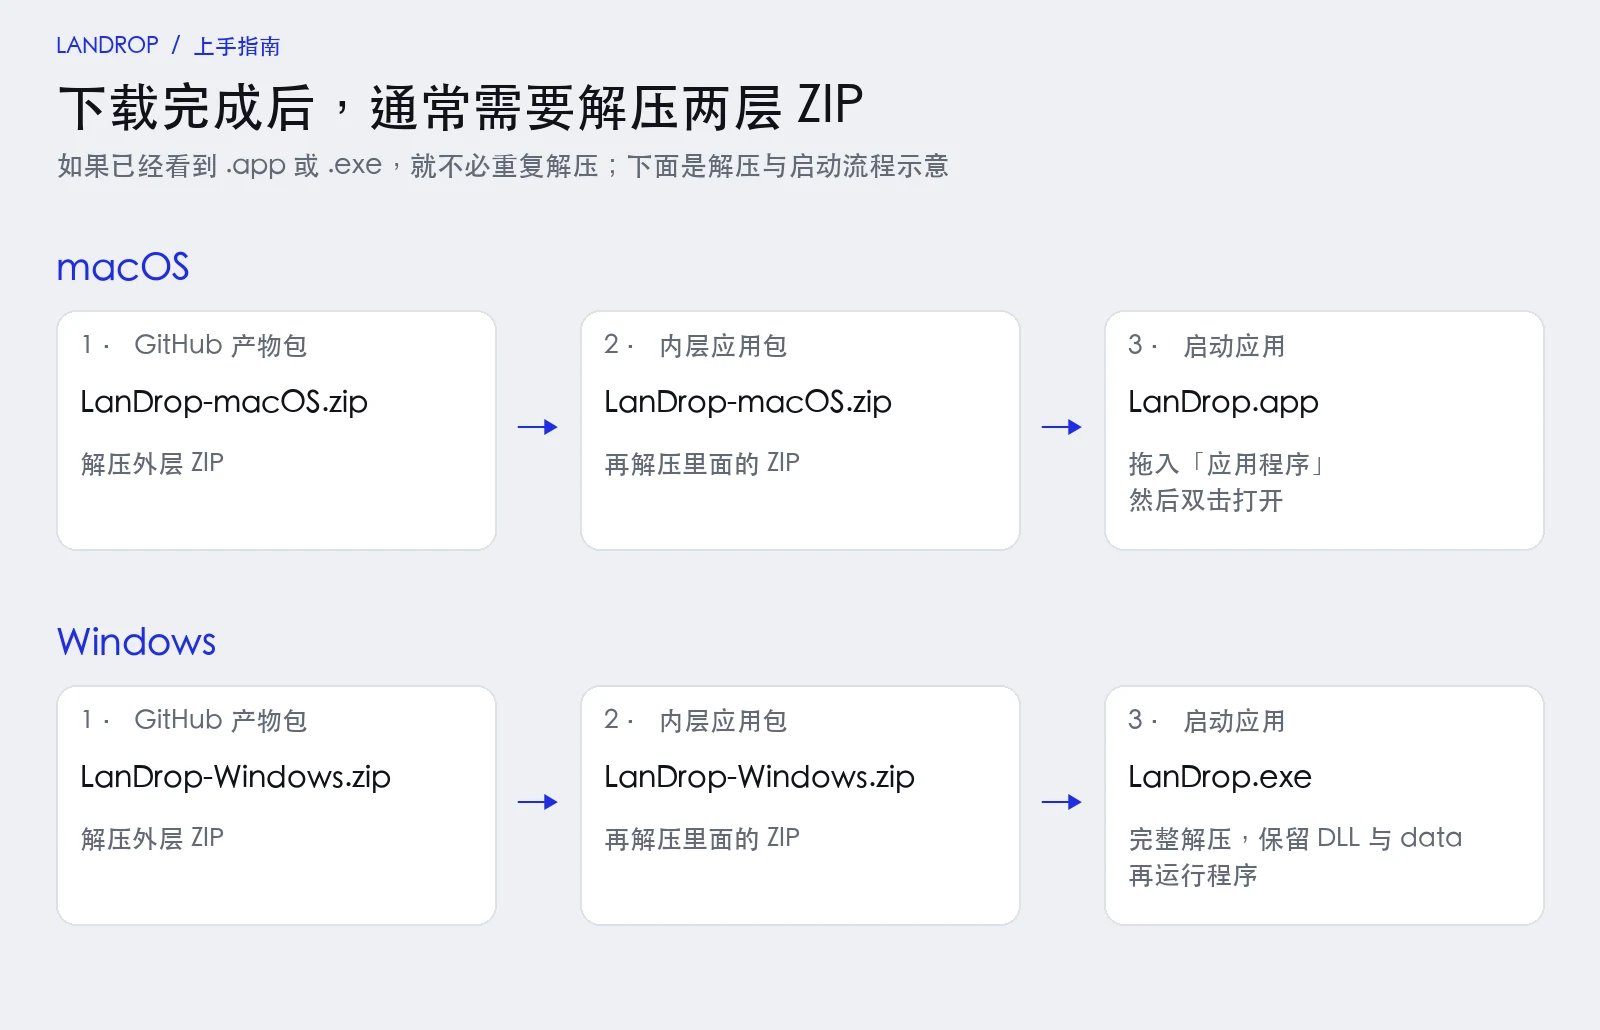 LANDROP / 上手指南
下载完成后，通常需要解压两层 ZIP
如果已经看到 .app 或 .exe，就不必重复解压；下面是解压与启动流程示意
macOS
1 · GitHub 产物包
LanDrop-macOS.zip
解压外层 ZIP
2 · 内层应用包
LanDrop-macOS.zip
再解压里面的 ZIP
3 · 启动应用
LanDrop.app
拖入「应用程序」
然后双击打开
Windows
1 · GitHub 产物包
LanDrop-Windows.zip
解压外层 ZIP
2 · 内层应用包
LanDrop-Windows.zip
再解压里面的 ZIP
3 · 启动应用
LanDrop.exe
完整解压，保留 DLL 与 data
再运行程序